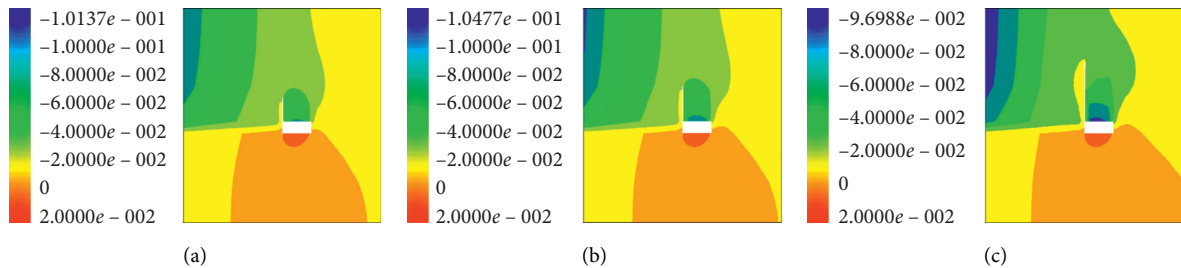 –1.0137e – 001
–1.0000e – 001
–8.0000e – 002
–6.0000e – 002
–4.0000e – 002
–2.0000e – 002
0
2.0000e – 002
(a)
–1.0477e – 001
–1.0000e – 001
–8.0000e – 002
–6.0000e – 002
–4.0000e – 002
–2.0000e – 002
0
2.0000e – 002
(b)
–9.6988e – 002
–8.0000e – 002
–6.0000e – 002
–4.0000e – 002
–2.0000e – 002
0
2.0000e – 002
(c)